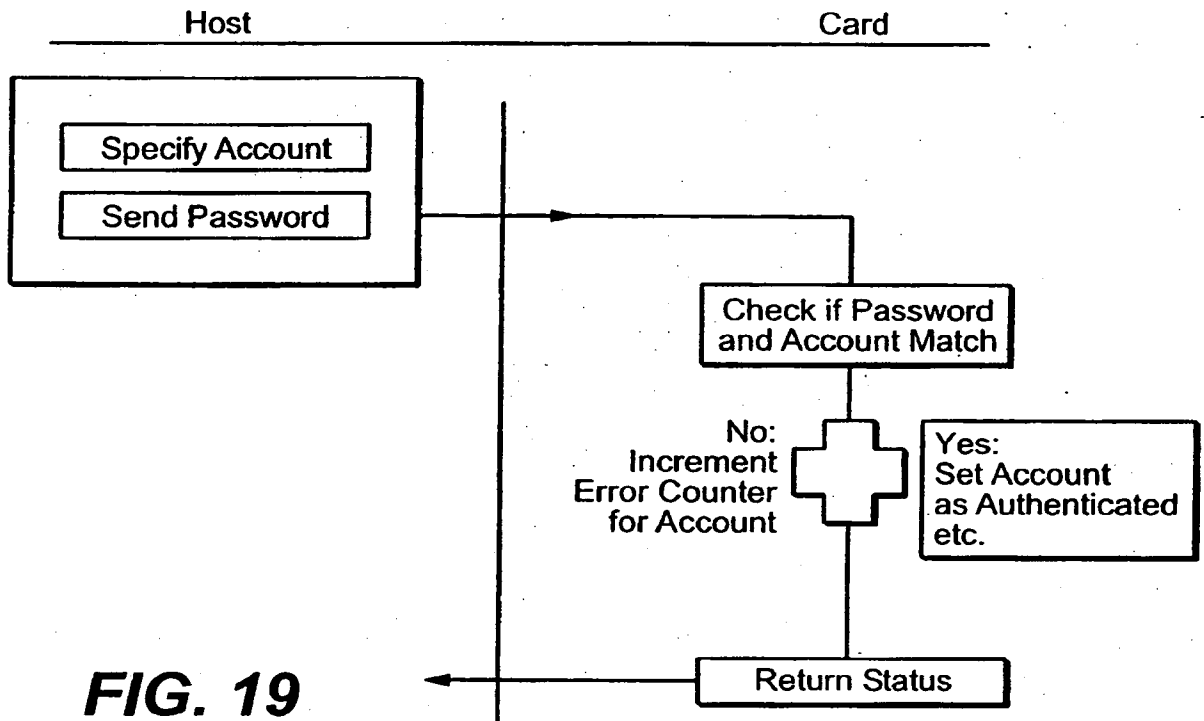 Host
Card
Specify Account
Send Password
Check if Password
and Account Match
No:
Increment
Error Counter
for Account
Yes:
Set Account
as Authenticated
etc.
Return Status
FIG. 19